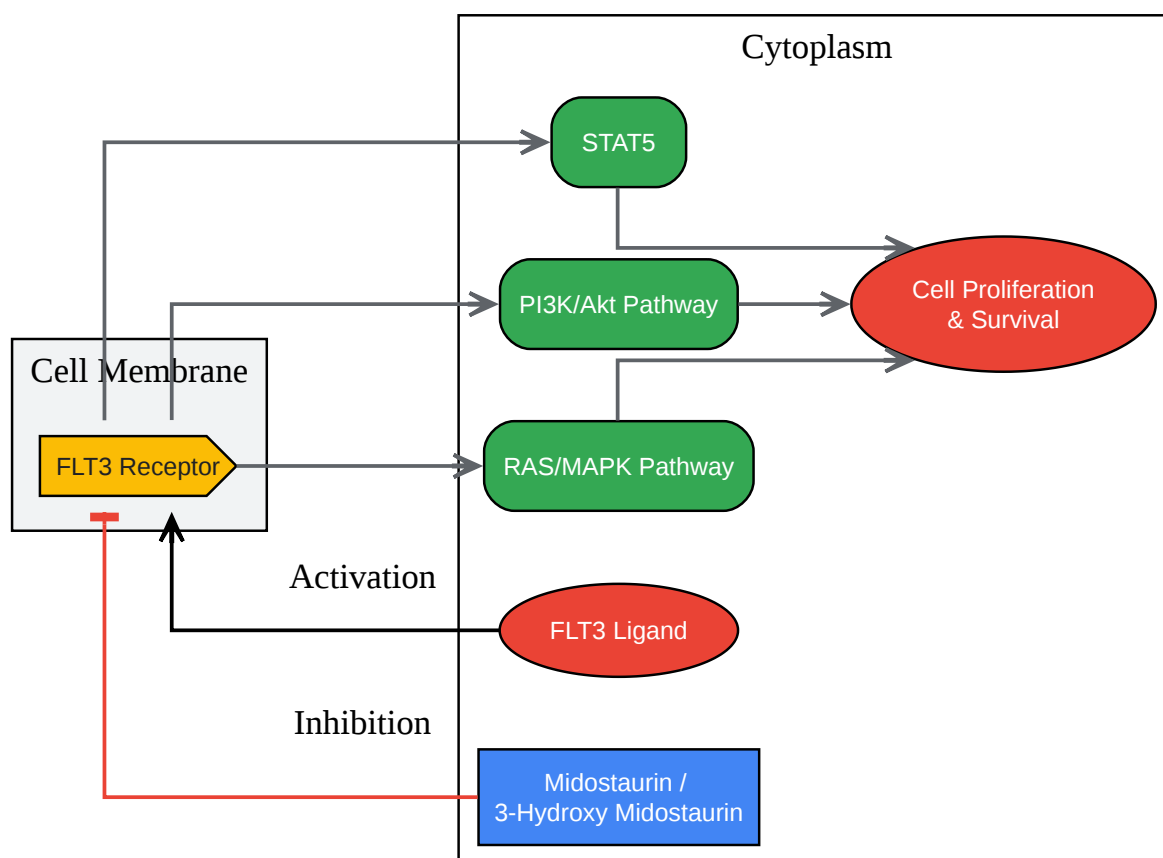 Cytoplasm
STAT5
PI3K/Akt Pathway
Cell Proliferation
& Survival
Cell Membrane
FLT3 Receptor
RAS/MAPK Pathway
Activation
FLT3 Ligand
Inhibition
Midostaurin /
3-Hydroxy Midostaurin